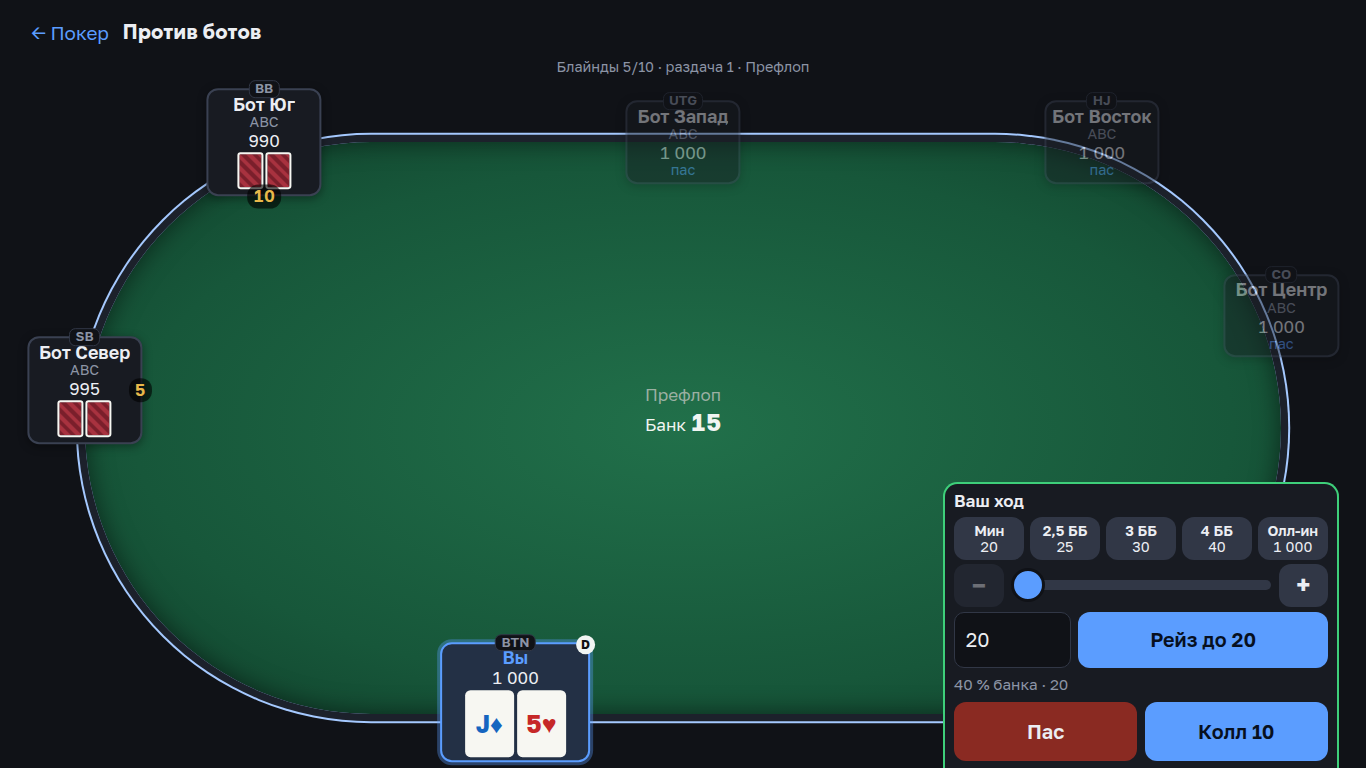 ← Покер Против ботов
Блайнды 5/10 · раздача 1 · Префлоп
BB
Бот Юг
ABC
990
10
UTG
Бот Запад
ABC
1 000
пас
HJ
Бот Восток
ABC
1 000
пас
CO
Бот Центр
ABC
1 000
пас
SB
Бот Север
ABC
995
5
Префлоп
Банк 15
BTN
D
Вы
1 000
J♦ 5♥
Ваш ход
Мин 2,5 ББ 3 ББ 4 ББ Олл-ин
20 25 30 40 1 000
− +
20 Рейз до 20
40 % банка · 20
Пас Колл 10